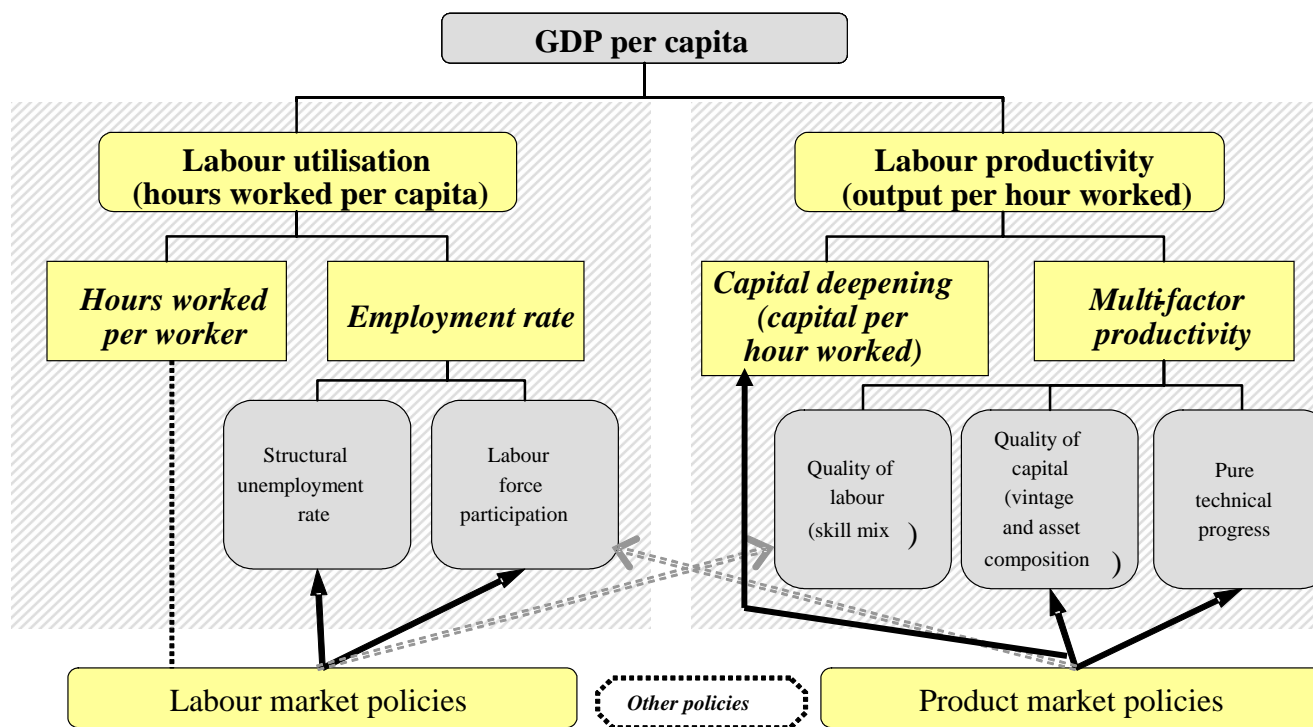 GDP per capita
Labour utilisation
(hours worked per capita)
Labour productivity
(output per hour worked)
Hours worked
per worker
Employment rate
Capital deepening
(capital per
hour worked)
Multi-factor
productivity
Structural
unemployment
rate
Labour
force
participation
Quality of
labour
(skill mix )
Quality of
capital
(vintage
and asset
composition )
Pure
technical
progress
Labour market policies
Other policies
Product market policies